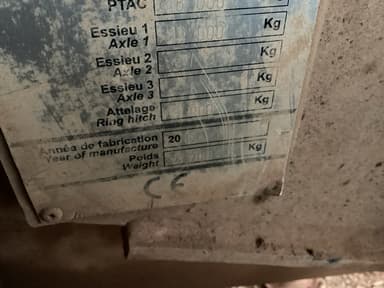 PTAC
Essieu 1 Kg
Axle 1
Essieu 2 Kg
Axle 2
Essieu 3 Kg
Axle 3
Attelage Kg
Ring hitch
Année de fabrication 20
Year of manufacture
Poids Kg
Weight
CE